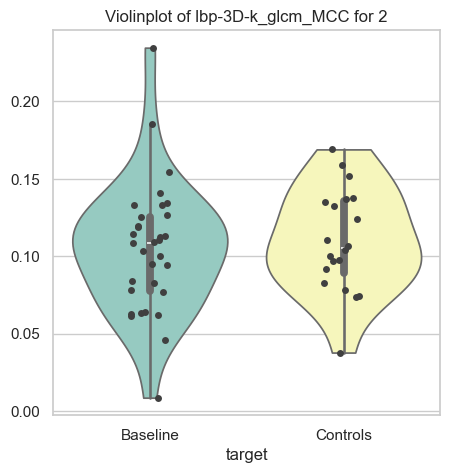 Violinplot of lbp-3D-k_glcm_MCC for 2
0.20
0.15
0.10
0.05
0.00
Baseline Controls
target